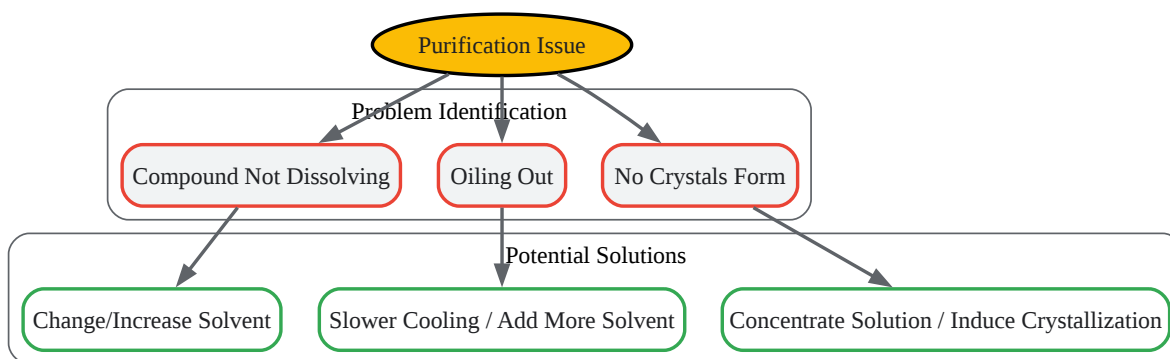 Purification Issue
Problem Identification
Compound Not Dissolving
Oiling Out
No Crystals Form
Potential Solutions
Change/Increase Solvent
Slower Cooling / Add More Solvent
Concentrate Solution / Induce Crystallization